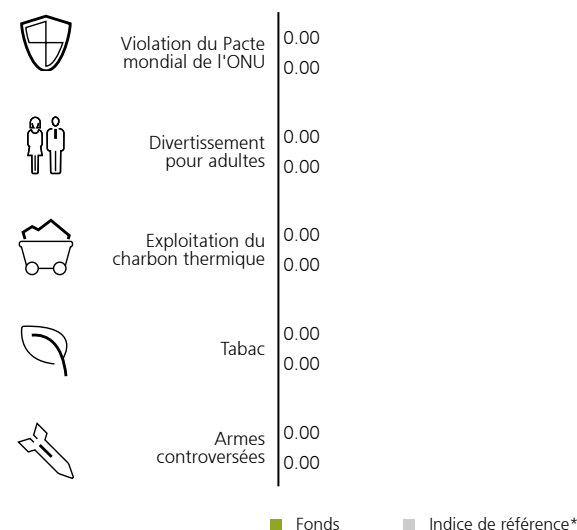 Violation du Pacte
mondial de l'ONU
0.00
0.00
Divertissement
pour adultes
0.00
0.00
Exploitation du
charbon thermique
0.00
0.00
Tabac
0.00
0.00
Armes
controversées
0.00
0.00
Fonds
Indice de référence*